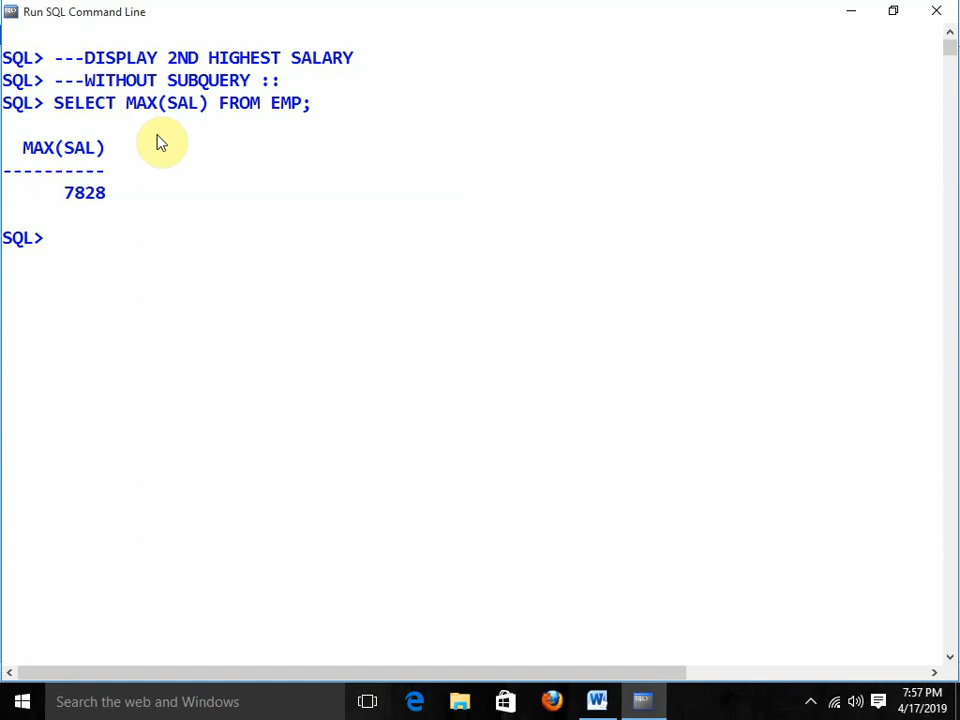 Run SQL Command Line
SQL> ---DISPLAY 2ND HIGHEST SALARY
SQL> ---WITHOUT SUBQUERY ::
SQL> SELECT MAX(SAL) FROM EMP;
MAX(SAL)
----------
7828
SQL>
Search the web and Windows
7:57 PM
4/17/2019